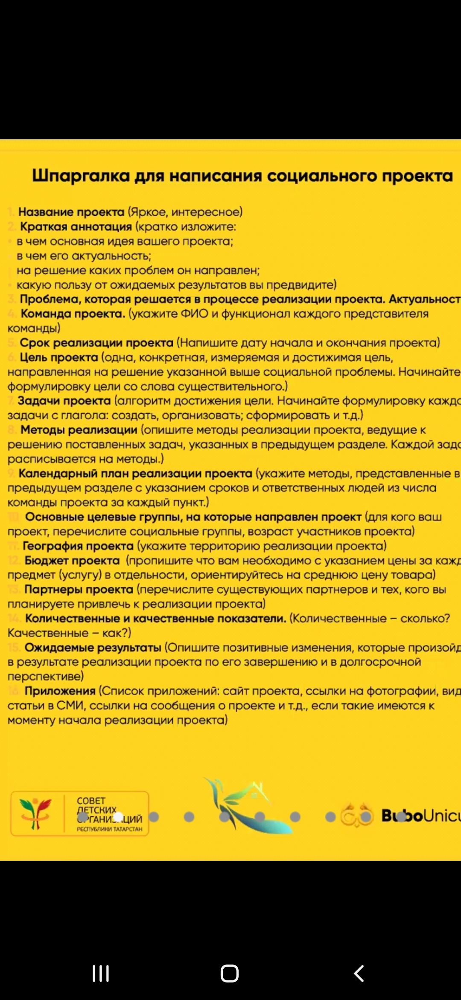 Шпаргалка для написания социального проекта
1. Название проекта (Яркое, интересное)
2. Краткая аннотация (кратко изложите:
• в чем основная идея вашего проекта;
• в чем его актуальность;
на решение каких проблем он направлен;
• какую пользу от ожидаемых результатов вы предвидите)
3. Проблема, которая решается в процессе реализации проекта. Актуальност
4. Команда проекта. (укажите ФИО и функционал каждого представителя
команды)
5. Срок реализации проекта (Напишите дату начала и окончания проекта)
6. Цель проекта (одна, конкретная, измеряемая и достижимая цель,
направленная на решение указанной выше социальной проблемы. Начинайте
формулировку цели со слова существительного.)
7. Задачи проекта (алгоритм достижения цели. Начинайте формулировку каждо
задачи с глагола: создать, организовать; сформировать и т.д.)
8. Методы реализации (опишите методы реализации проекта, ведущие к
решению поставленных задач, указанных в предыдущем разделе. Каждой зада
расписывается на методы.)
9. Календарный план реализации проекта (укажите методы, представленные в
предыдущем разделе с указанием сроков и ответственных людей из числа
команды проекта за каждый пункт.)
10. Основные целевые группы, на которые направлен проект (для кого ваш
проект, перечислите социальные группы, возраст участников проекта)
11. География проекта (укажите территорию реализации проекта)
12. Бюджет проекта (пропишите что вам необходимо с указанием цены за кажд
предмет (услугу) в отдельности, ориентируйтесь на среднюю цену товара)
13. Партнеры проекта (перечислите существующих партнеров и тех, кого вы
планируете привлечь к реализации проекта)
14. Количественные и качественные показатели. (Количественные – сколько?
Качественные – как?)
15. Ожидаемые результаты (Опишите позитивные изменения, которые произойд
в результате реализации проекта по его завершению и в долгосрочной
перспективе)
16. Приложения (Список приложений: сайт проекта, ссылки на фотографии, вид
статьи в СМИ, ссылки на сообщения о проекте и т.д., если такие имеются к
моменту начала реализации проекта)
СОВЕТ
ДЕТСКИХ
ОРГАНИЗАЦИЙ
РЕСПУБЛИКИ ТАТАРСТАН
BuboUnicu